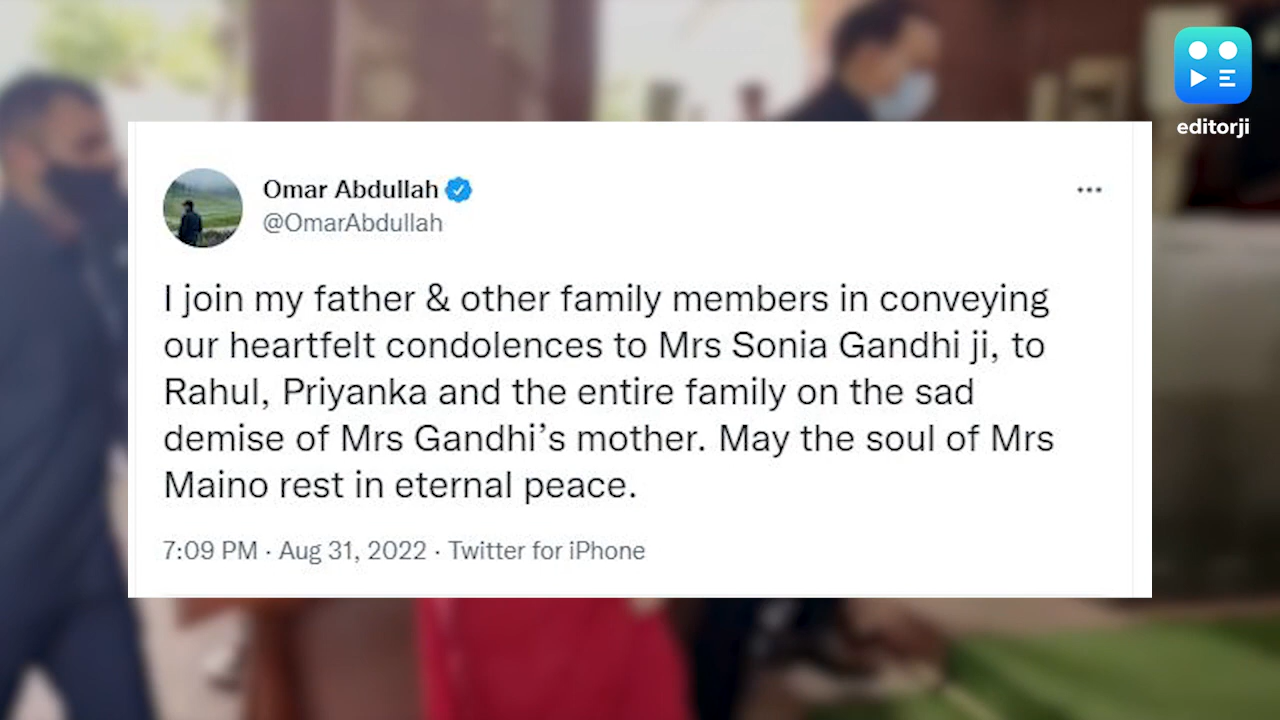 editorji
Omar Abdullah
@OmarAbdullah
I join my father & other family members in conveying
our heartfelt condolences to Mrs Sonia Gandhi ji, to
Rahul, Priyanka and the entire family on the sad
demise of Mrs Gandhi’s mother. May the soul of Mrs
Maino rest in eternal peace.
7:09 PM · Aug 31, 2022 · Twitter for iPhone